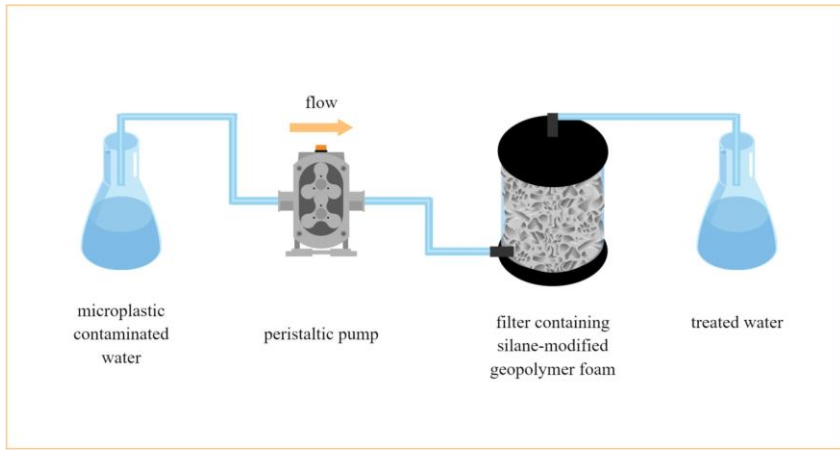 flow
microplastic
contaminated
water
peristaltic pump
filter containing
silane-modified
geopolymer foam
treated water